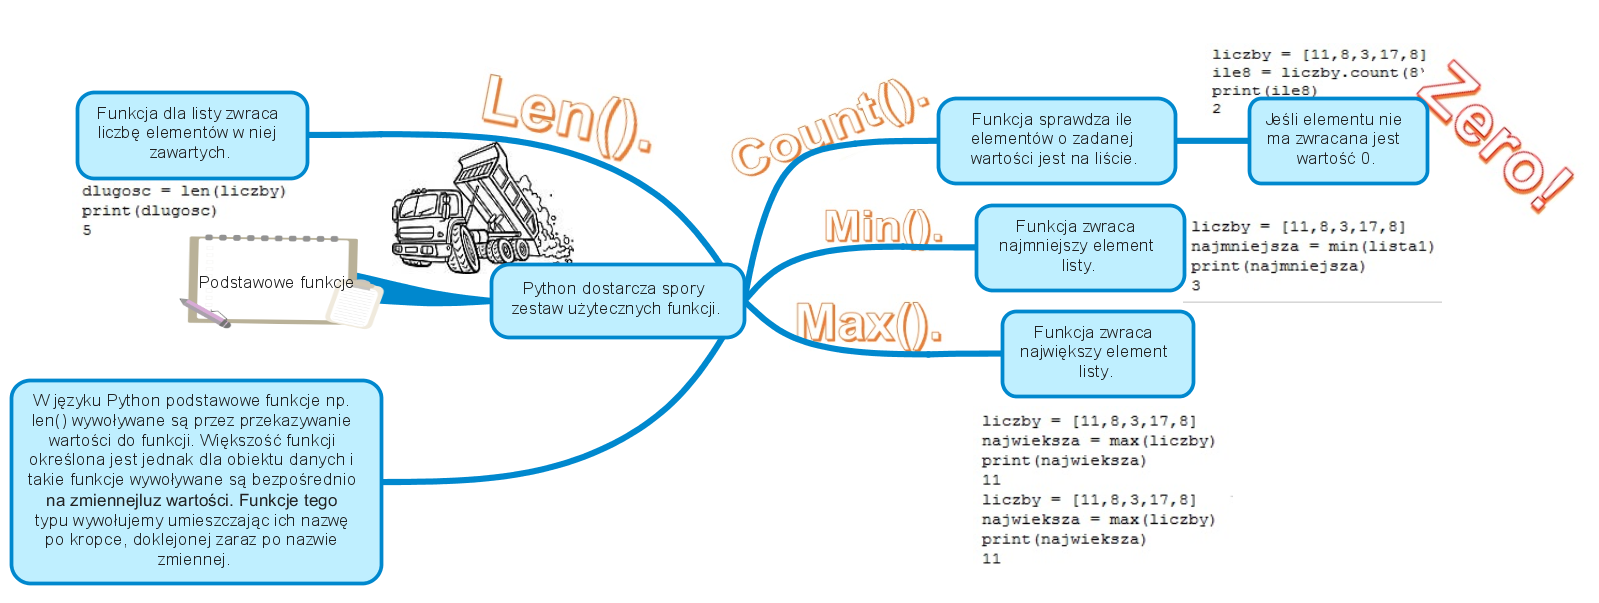 Podstawowe funkcje
Python dostarcza spory
zestaw użytecznych funkcji.
Len().
Funkcja dla listy zwraca
liczbę elementów w niej
zawartych.
dlugosc = len(liczby)
print(dlugosc)
5
W języku Python podstawowe funkcje np.
len() wywoływane są przez przekazywanie
wartości do funkcji. Większość funkcji
określona jest jednak dla obiektu danych i
takie funkcje wywoływane są bezpośrednio
na zmiennejluz wartości. Funkcje tego
typu wywołujemy umieszczając ich nazwę
po kropce, doklejonej zaraz po nazwie
zmiennej.
Count().
Funkcja sprawdza ile
elementów o zadanej
wartości jest na liście.
liczby = [11,8,3,17,8]
ile8 = liczby.count(8
print(ile8)
2
Jeśli elementu nie
ma zwracana jest
wartość 0.
Zero!
Min().
Funkcja zwraca
najmniejszy element
listy.
liczby = [11,8,3,17,8]
najmniejsza = min(lista1)
print(najmniejsza)
3
Max().
Funkcja zwraca
największy element
listy.
liczby = [11,8,3,17,8]
najwieksza = max(liczby)
print(najwieksza)
11
liczby = [11,8,3,17,8]
najwieksza = max(liczby)
print(najwieksza)
11